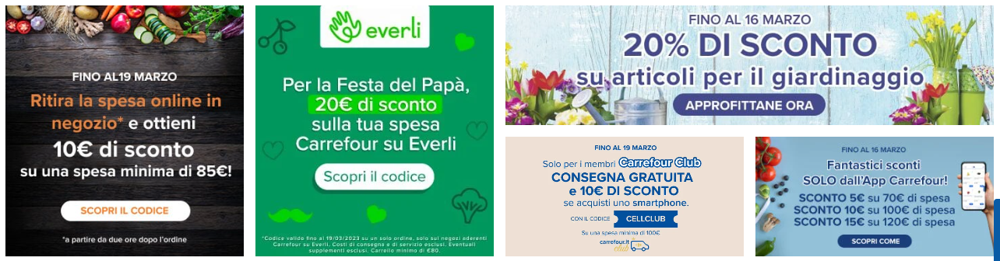 FINO AL19 MARZO
Ritira la spesa online in
negozio* e ottieni
10€ di sconto
su una spesa minima di 85€!
SCOPRI IL CODICE
*a partire da due ore dopo l'ordine
everli
Per la Festa del Papà,
20€ di sconto
sulla tua spesa
Carrefour su Everli
Scopri il codice
*Codice valido fino al 19/03/2023 su un solo ordine, solo sui negozi aderenti
Carrefour su Everli. Costi di consegna e di servizio esclusi. Eventuali
supplementi esclusi. Carrello minimo di €80.
FINO AL 16 MARZO
20% DI SCONTO
su articoli per il giardinaggio
APPROFITTANE ORA
FINO AL 19 MARZO
Solo per i membri Carrefour Club
CONSEGNA GRATUITA
e 10€ DI SCONTO
se acquisti uno smartphone.
CON IL CODICE CELLCLUB
Su una spesa minima di 100€
carrefour.it
club
FINO AL 16 MARZO
Fantastici sconti
SOLO dall'App Carrefour!
SCONTO 5€ su 70€ di spesa
SCONTO 10€ su 100€ di spesa
SCONTO 15€ su 120€ di spesa
SCOPRI COME